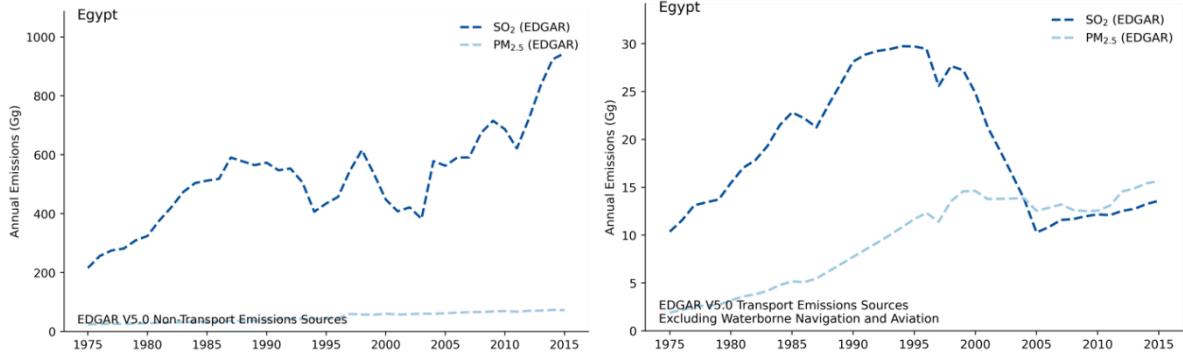 Egypt
SO₂ (EDGAR)
PM₂.₅ (EDGAR)
Annual Emissions (Gg)
1000
800
600
400
200
0
EDGAR V5.0 Non-Transport Emissions Sources
1975 1980 1985 1990 1995 2000 2005 2010 2015
Egypt
SO₂ (EDGAR)
PM₂.₅ (EDGAR)
Annual Emissions (Gg)
30
25
20
15
10
5
0
EDGAR V5.0 Transport Emissions Sources
Excluding Waterborne Navigation and Aviation
1975 1980 1985 1990 1995 2000 2005 2010 2015